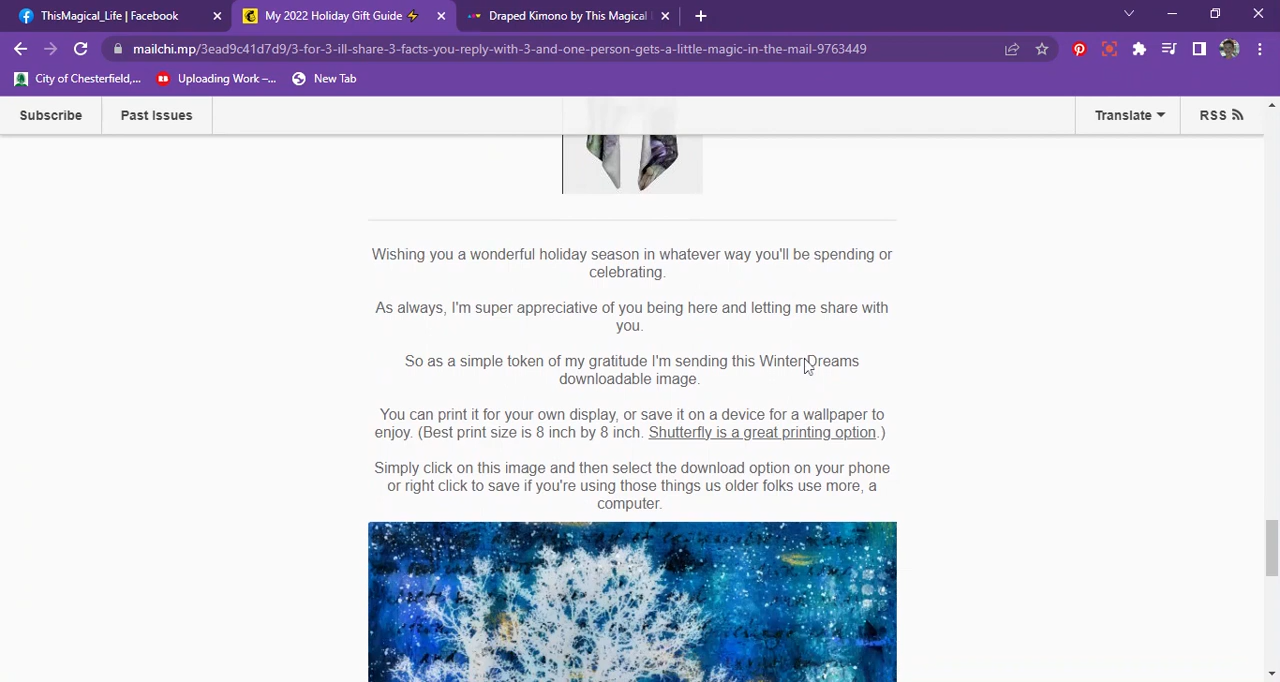 ThisMagical_Life | Facebook
My 2022 Holiday Gift Guide ⚡
Draped Kimono by This Magical
mailchi.mp/3ead9c41d7d9/3-for-3-ill-share-3-facts-you-reply-with-3-and-one-person-gets-a-little-magic-in-the-mail-9763449
City of Chesterfield,...
Uploading Work –...
New Tab
Subscribe
Past Issues
Translate
RSS
Wishing you a wonderful holiday season in whatever way you'll be spending or
celebrating.
As always, I'm super appreciative of you being here and letting me share with
you.
So as a simple token of my gratitude I'm sending this Winter Dreams
downloadable image.
You can print it for your own display, or save it on a device for a wallpaper to
enjoy. (Best print size is 8 inch by 8 inch. Shutterfly is a great printing option.)
Simply click on this image and then select the download option on your phone
or right click to save if you're using those things us older folks use more, a
computer.